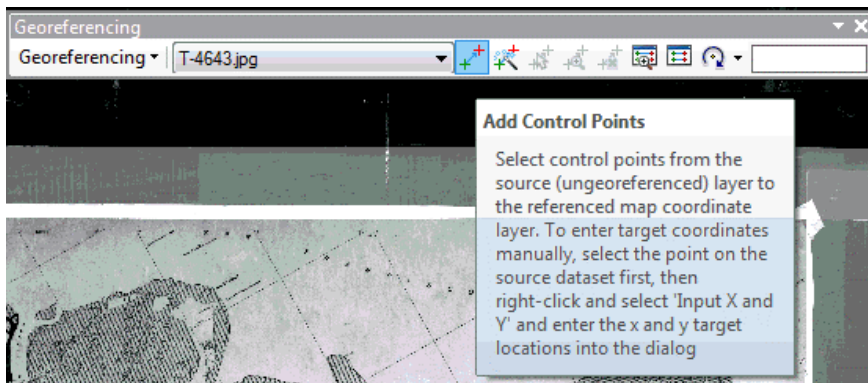 Georeferencing
Georeferencing T-4643.jpg
Add Control Points
Select control points from the
source (ungeoreferenced) layer to
the referenced map coordinate
layer. To enter target coordinates
manually, select the point on the
source dataset first, then
right-click and select 'Input X and
Y' and enter the x and y target
locations into the dialog